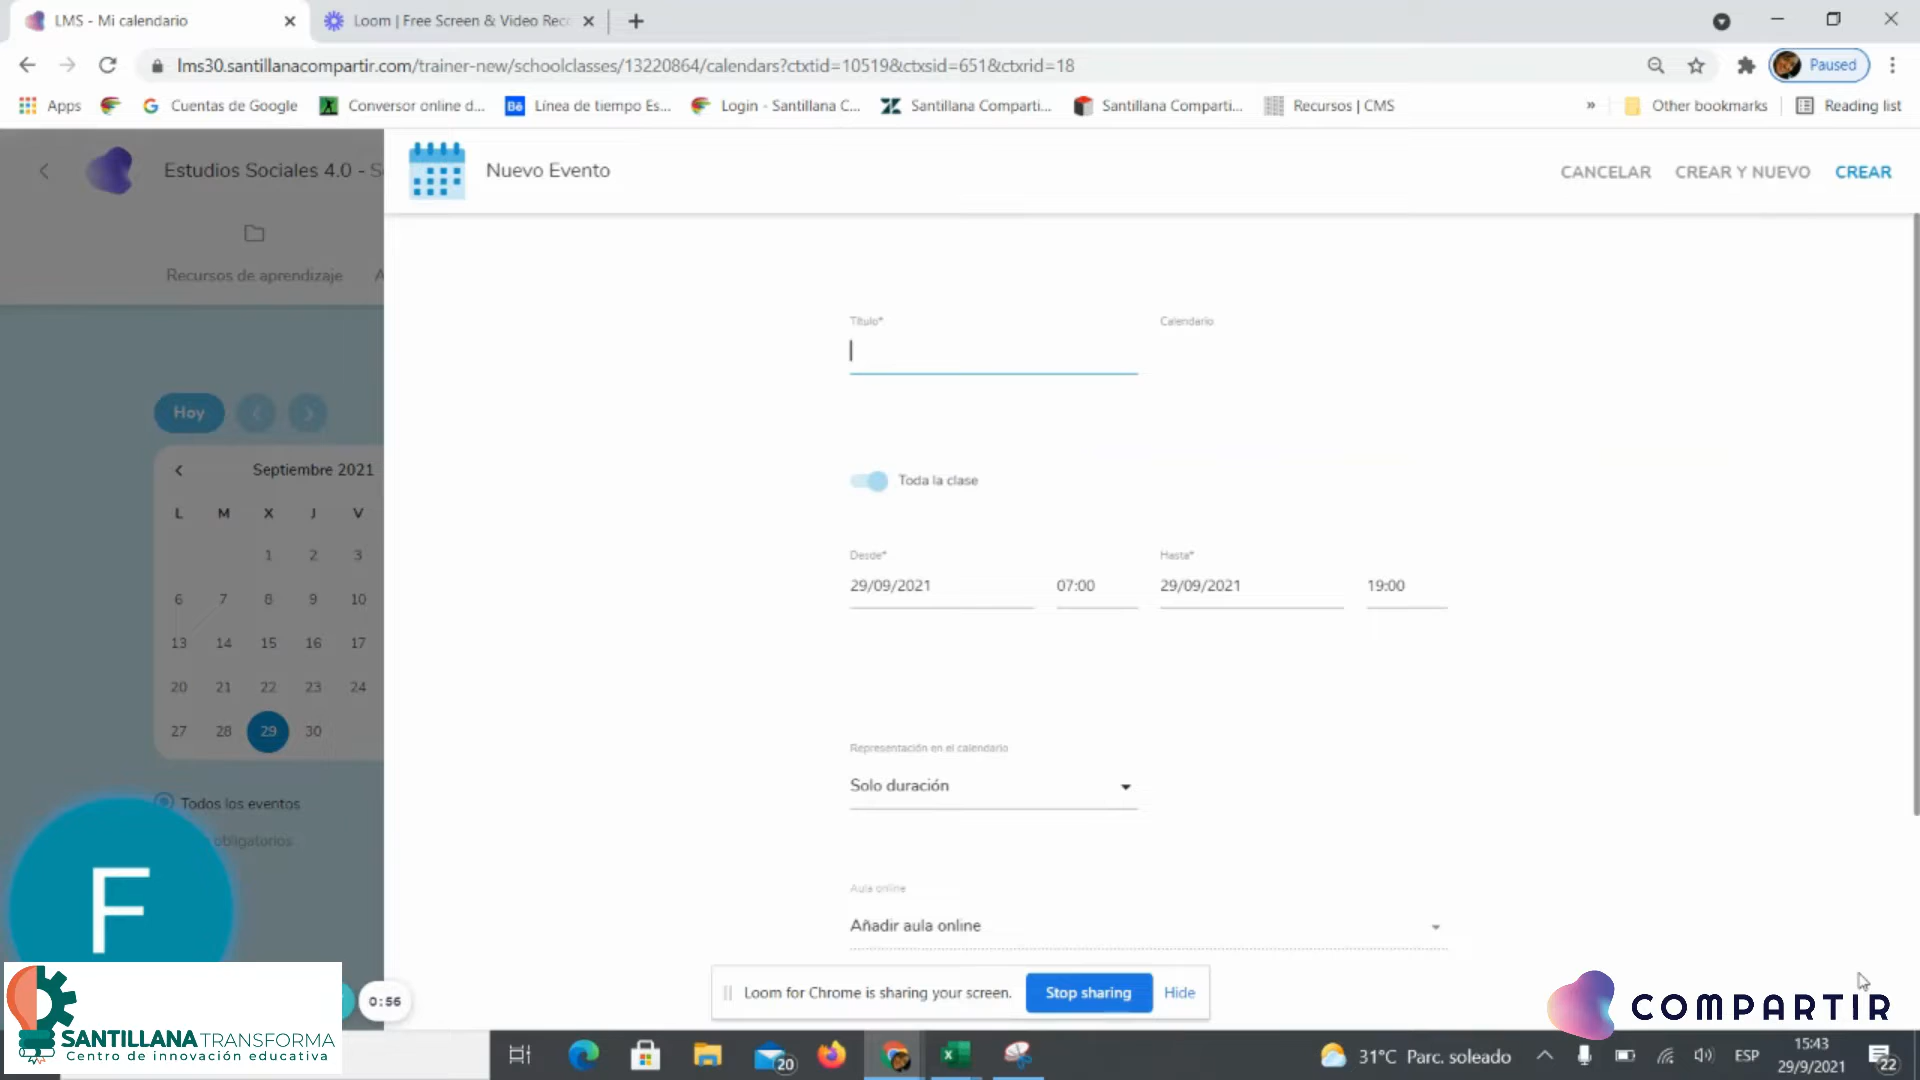 LMS - Mi calendario
Loom | Free Screen & Video Rec
lms30.santillanacompartir.com/trainer-new/schoolclasses/13220864/calendars?ctxtid=10519&ctxsid=651&ctxrid=18
Paused
Apps
Cuentas de Google
Conversor online d...
Bē
Línea de tiempo Es...
Login - Santillana C...
Santillana Comparti...
Santillana Comparti...
Recursos | CMS
»
Other bookmarks
Reading list
Estudios Sociales 4.0 - S
Nuevo Evento
CANCELAR
CREAR Y NUEVO
CREAR
Recursos de aprendizaje
A
Título*
Calendario
Hoy
Septiembre 2021
L M X J V
1 2 3
6 7 8 9 10
13 14 15 16 17
20 21 22 23 24
27 28 29 30
Todos los eventos
obligatorios
Toda la clase
Desde*
29/09/2021 07:00
Hasta*
29/09/2021 19:00
Representación en el calendario
Solo duración
Aula online
Añadir aula online
F
0:56
Loom for Chrome is sharing your screen.
Stop sharing
Hide
SANTILLANA TRANSFORMA
Centro de innovación educativa
COMPARTIR
20
31°C Parc. soleado
ESP
15:43
29/9/2021
22